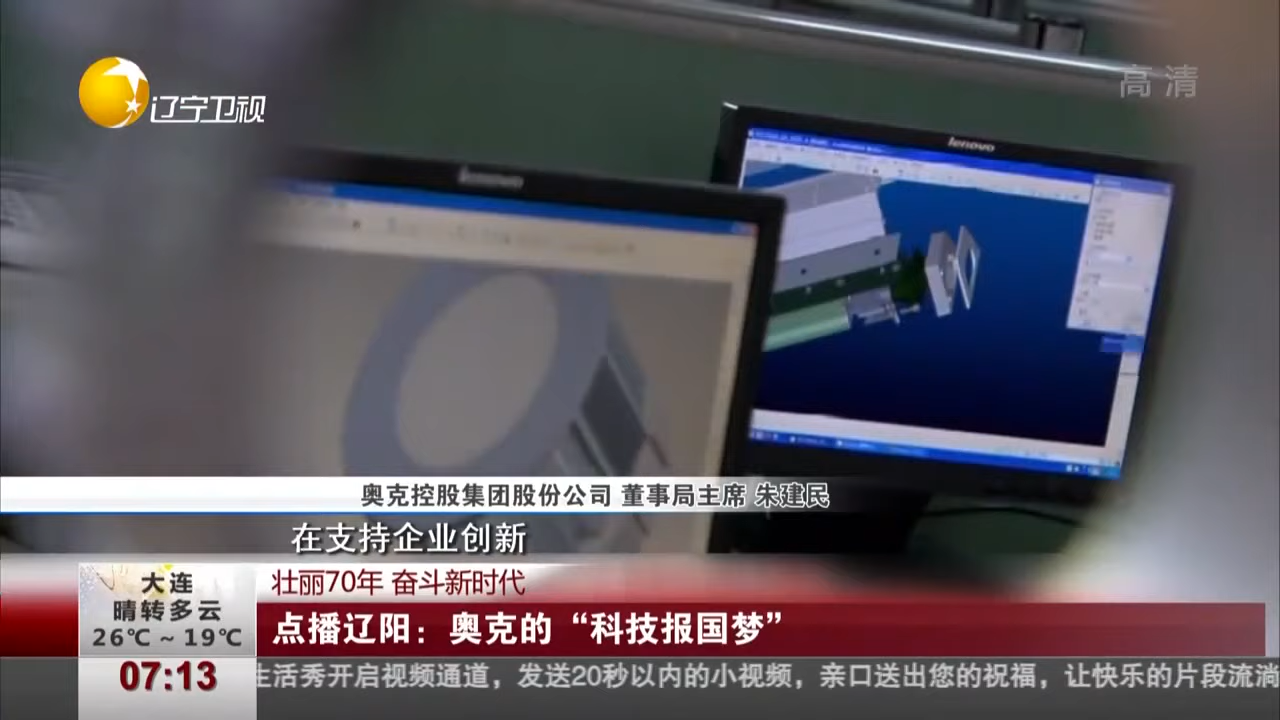 辽宁卫视
高清
lenovo
lenovo
奥克控股集团股份公司 董事局主席 朱建民
在支持企业创新
大连
晴转多云
26℃~19℃
07:13
壮丽70年 奋斗新时代
点播辽阳：奥克的“科技报国梦”
生活秀开启视频通道，发送20秒以内的小视频，亲口送出您的祝福，让快乐的片段流淌